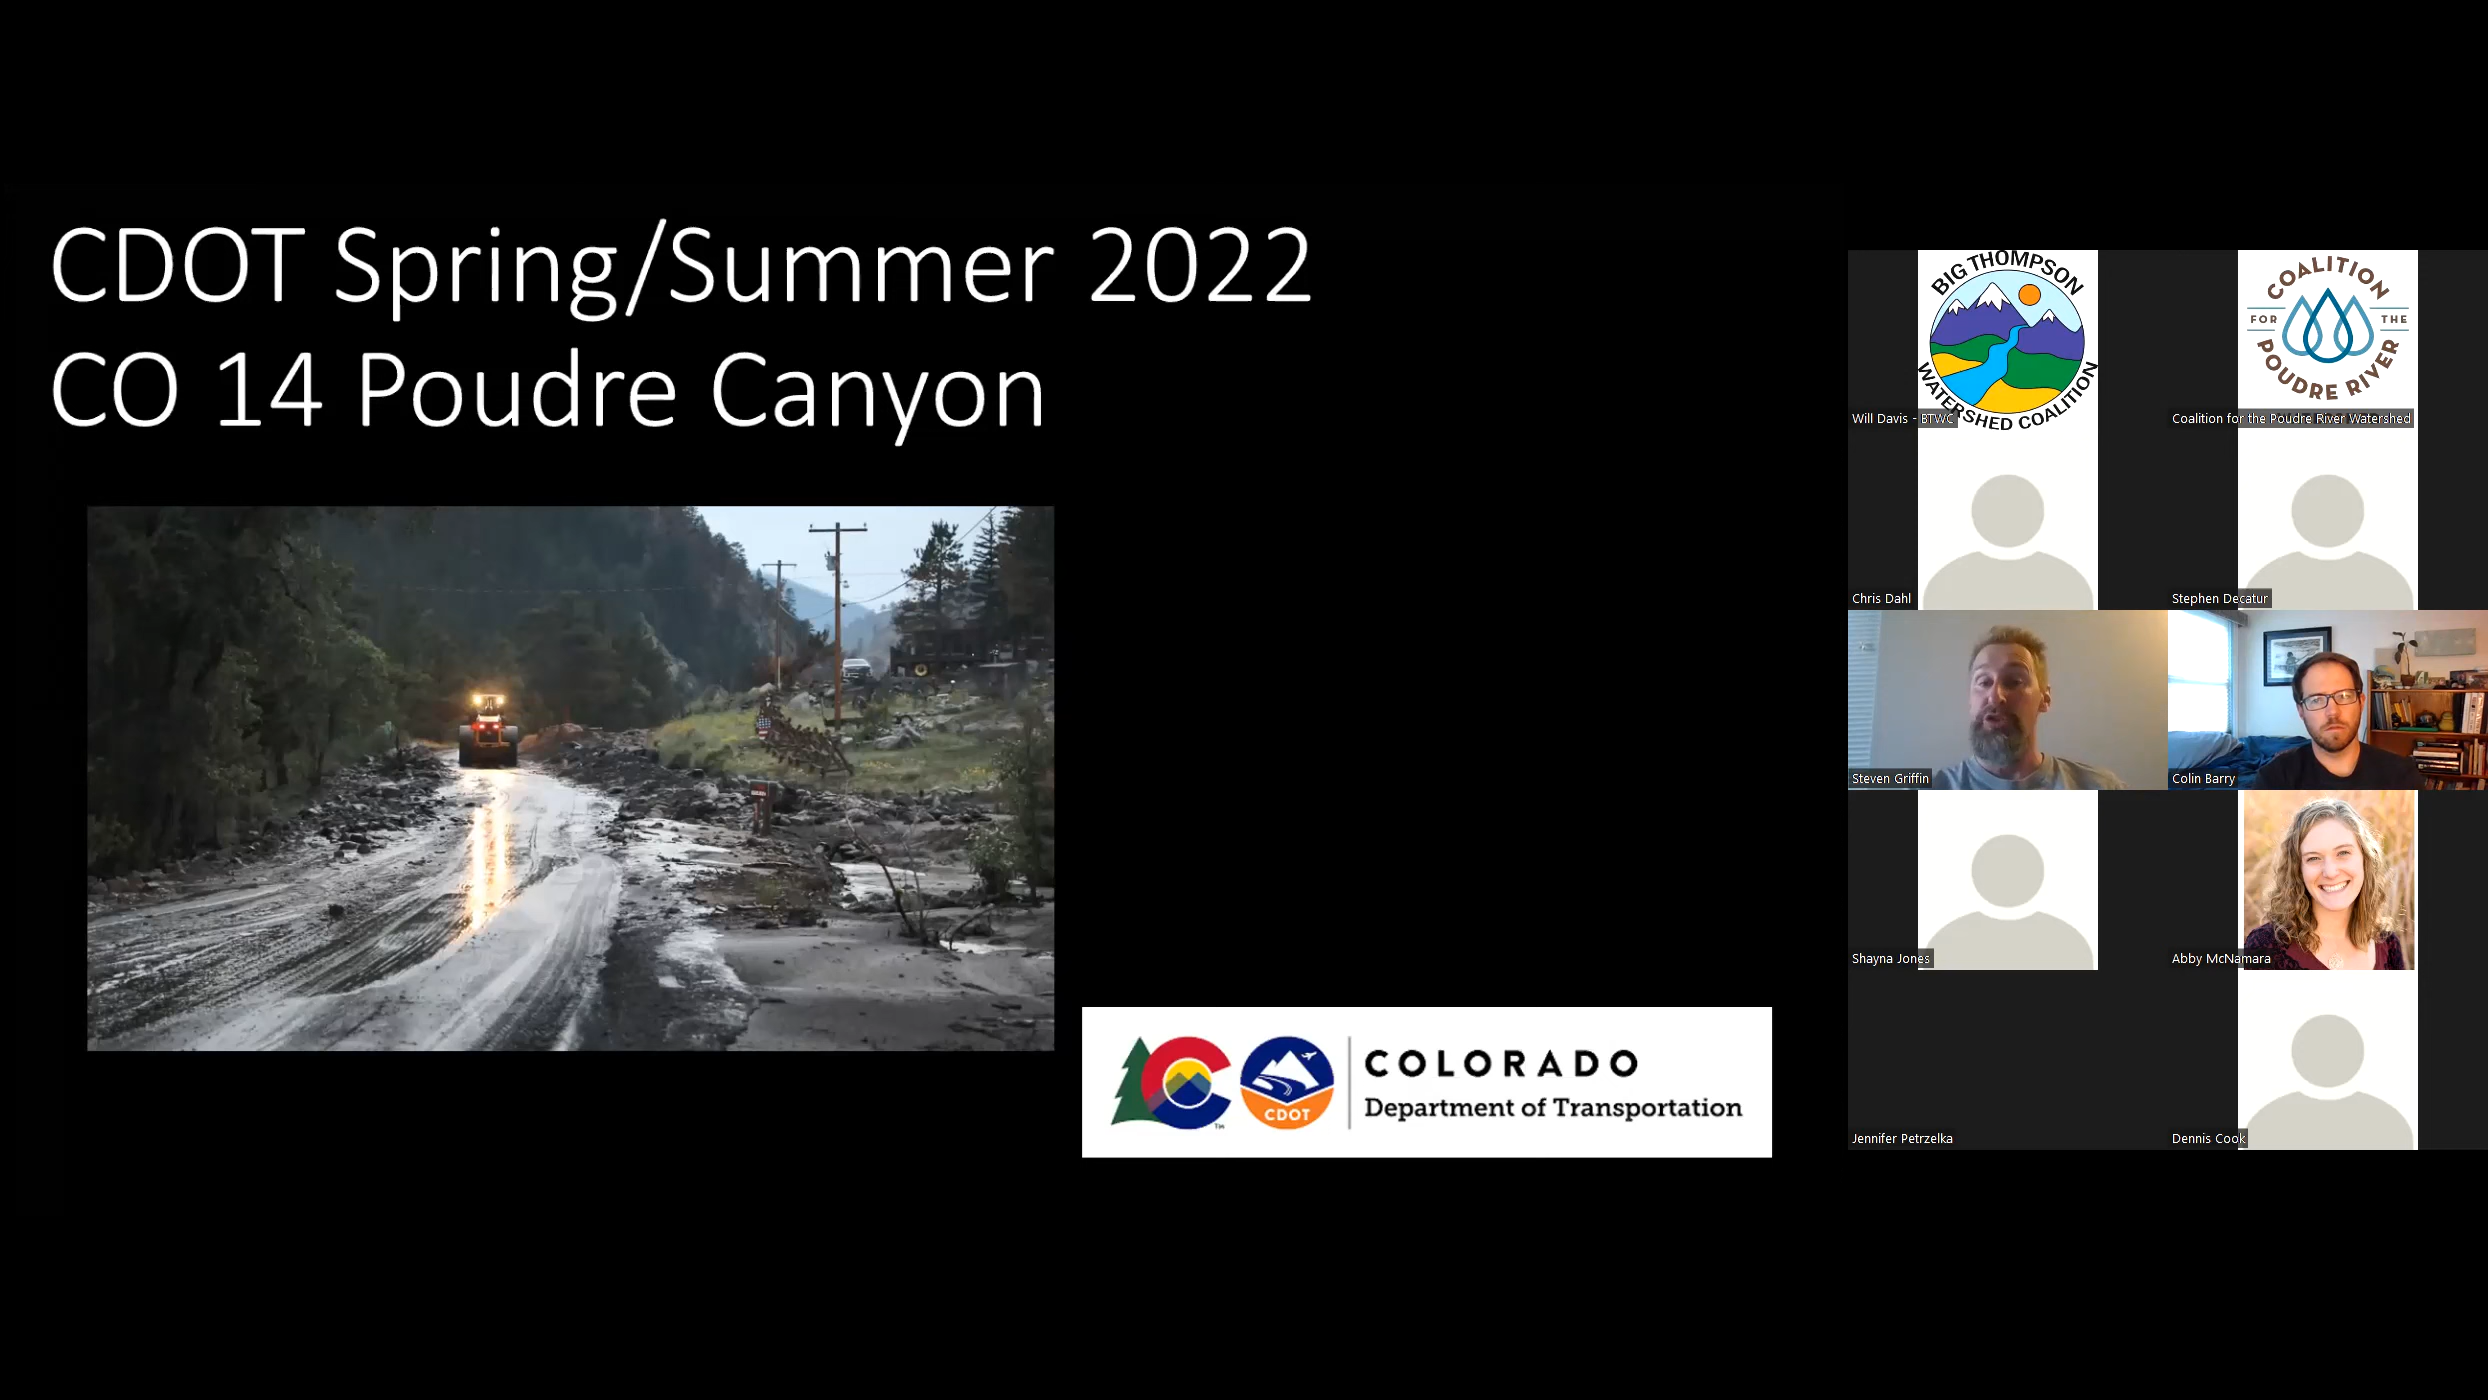 CDOT Spring/Summer 2022
CO 14 Poudre Canyon
COLORADO
Department of Transportation
CDOT
TM
BIG THOMPSON
WATERSHED COALITION
Will Davis - BTWC
COALITION
FOR THE
POUDRE RIVER
Coalition for the Poudre River Watershed
Chris Dahl
Stephen Decatur
Steven Griffin
Colin Barry
Shayna Jones
Abby McNamara
Jennifer Petrzelka
Dennis Cook